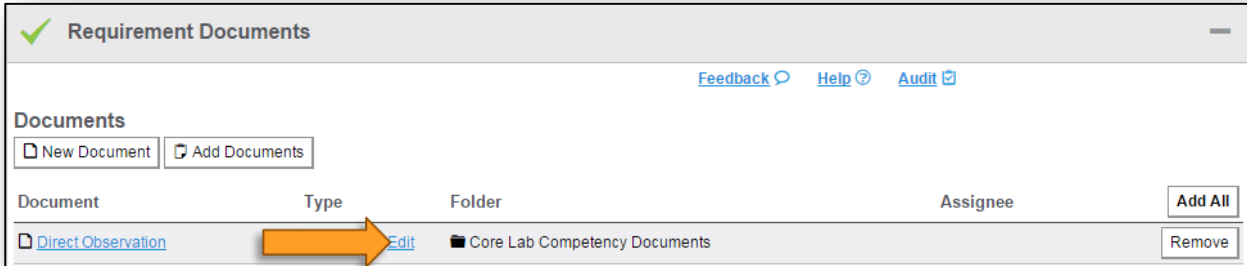 Requirement Documents
Feedback Help Audit
Documents
New Document Add Documents
Document Type Folder Assignee Add All
Direct Observation Edit Core Lab Competency Documents Remove